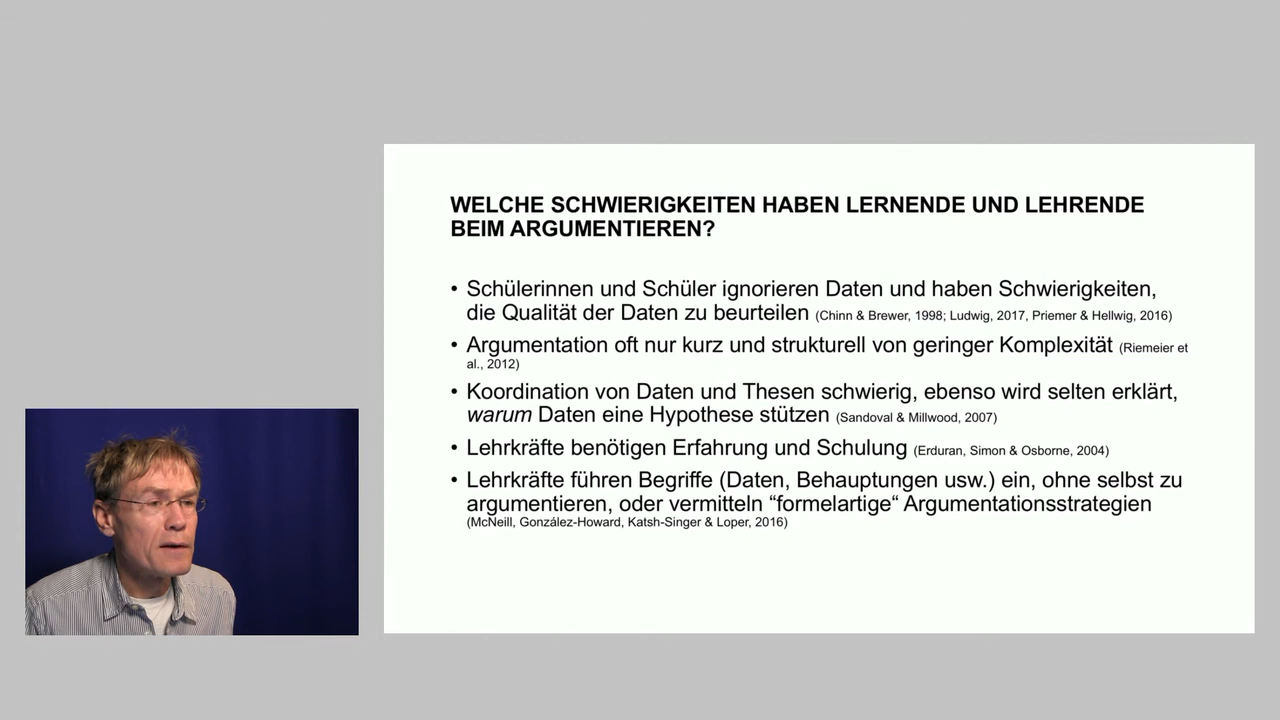 WELCHE SCHWIERIGKEITEN HABEN LERNENDE UND LEHRENDE
BEIM ARGUMENTIEREN?
• Schülerinnen und Schüler ignorieren Daten und haben Schwierigkeiten,
die Qualität der Daten zu beurteilen (Chinn & Brewer, 1998; Ludwig, 2017, Priemer & Hellwig, 2016)
• Argumentation oft nur kurz und strukturell von geringer Komplexität (Riemeier et
al., 2012)
• Koordination von Daten und Thesen schwierig, ebenso wird selten erklärt,
warum Daten eine Hypothese stützen (Sandoval & Millwood, 2007)
• Lehrkräfte benötigen Erfahrung und Schulung (Erduran, Simon & Osborne, 2004)
• Lehrkräfte führen Begriffe (Daten, Behauptungen usw.) ein, ohne selbst zu
argumentieren, oder vermitteln “formelartige“ Argumentationsstrategien
(McNeill, González-Howard, Katsh-Singer & Loper, 2016)